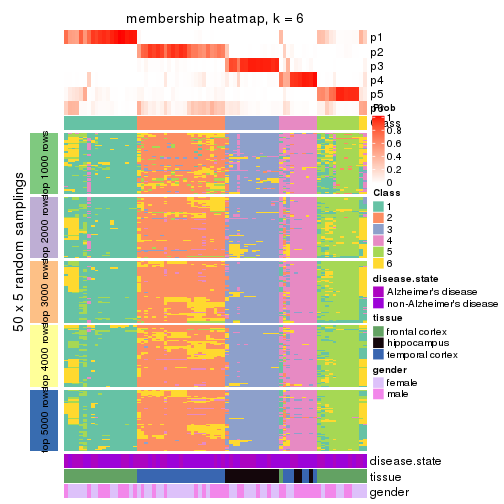 membership heatmap, k = 6
p1
p2
p3
p4
p5
p6
Class
Prob
1
0.8
0.6
0.4
0.2
0
Class
1
2
3
4
5
6
disease.state
Alzheimer's disease
non-Alzheimer's disease
tissue
frontal cortex
hippocampus
temporal cortex
gender
female
male
50 x 5 random samplings
top 1000 rows
top 2000 rows
top 3000 rows
top 4000 rows
top 5000 rows
disease.state
tissue
gender